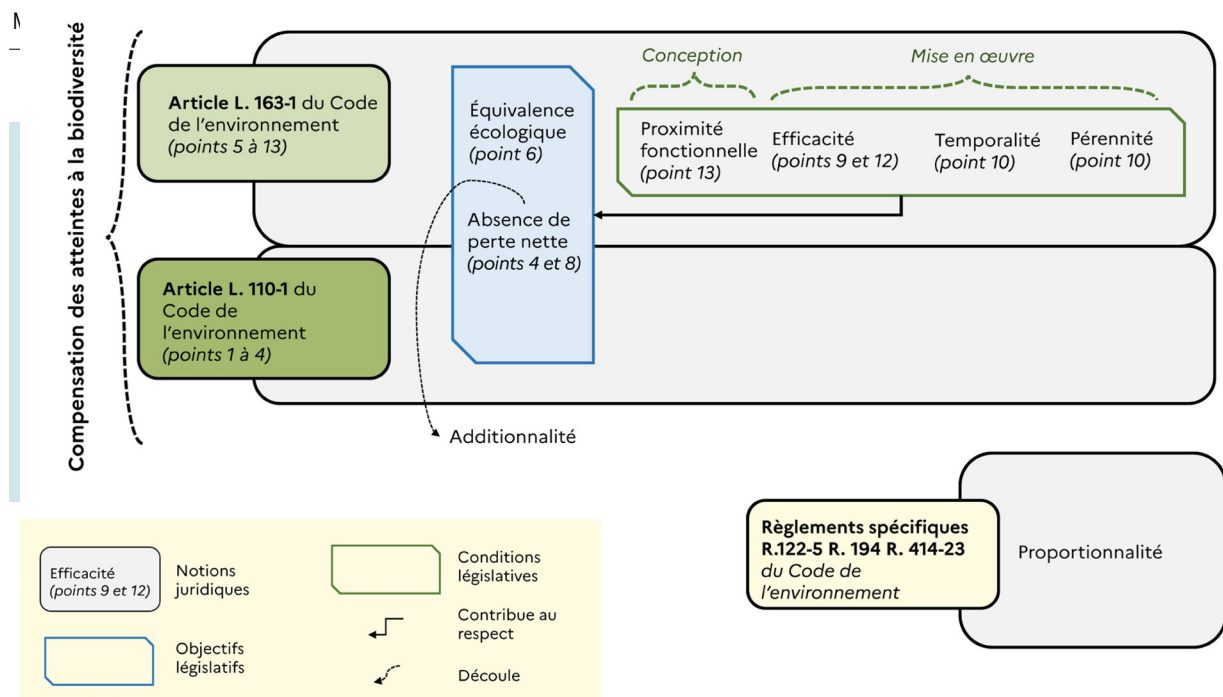 M
Compensation des atteintes à la biodiversité
Article L. 163-1 du Code
de l'environnement
(points 5 à 13)
Équivalence
écologique
(point 6)
Conception
Mise en œuvre
Proximité
fonctionnelle
(point 13)
Efficacité
(points 9 et 12)
Temporalité
(point 10)
Pérennité
(point 10)
Absence de
perte nette
(points 4 et 8)
Article L. 110-1 du
Code de
l'environnement
(points 1 à 4)
Additionnalité
Règlements spécifiques
R.122-5 R. 194 R. 414-23
du Code de
l'environnement
Proportionnalité
Efficacité
(points 9 et 12)
Notions
juridiques
Objectifs
législatifs
Conditions
législatives
Contribue au
respect
Découle